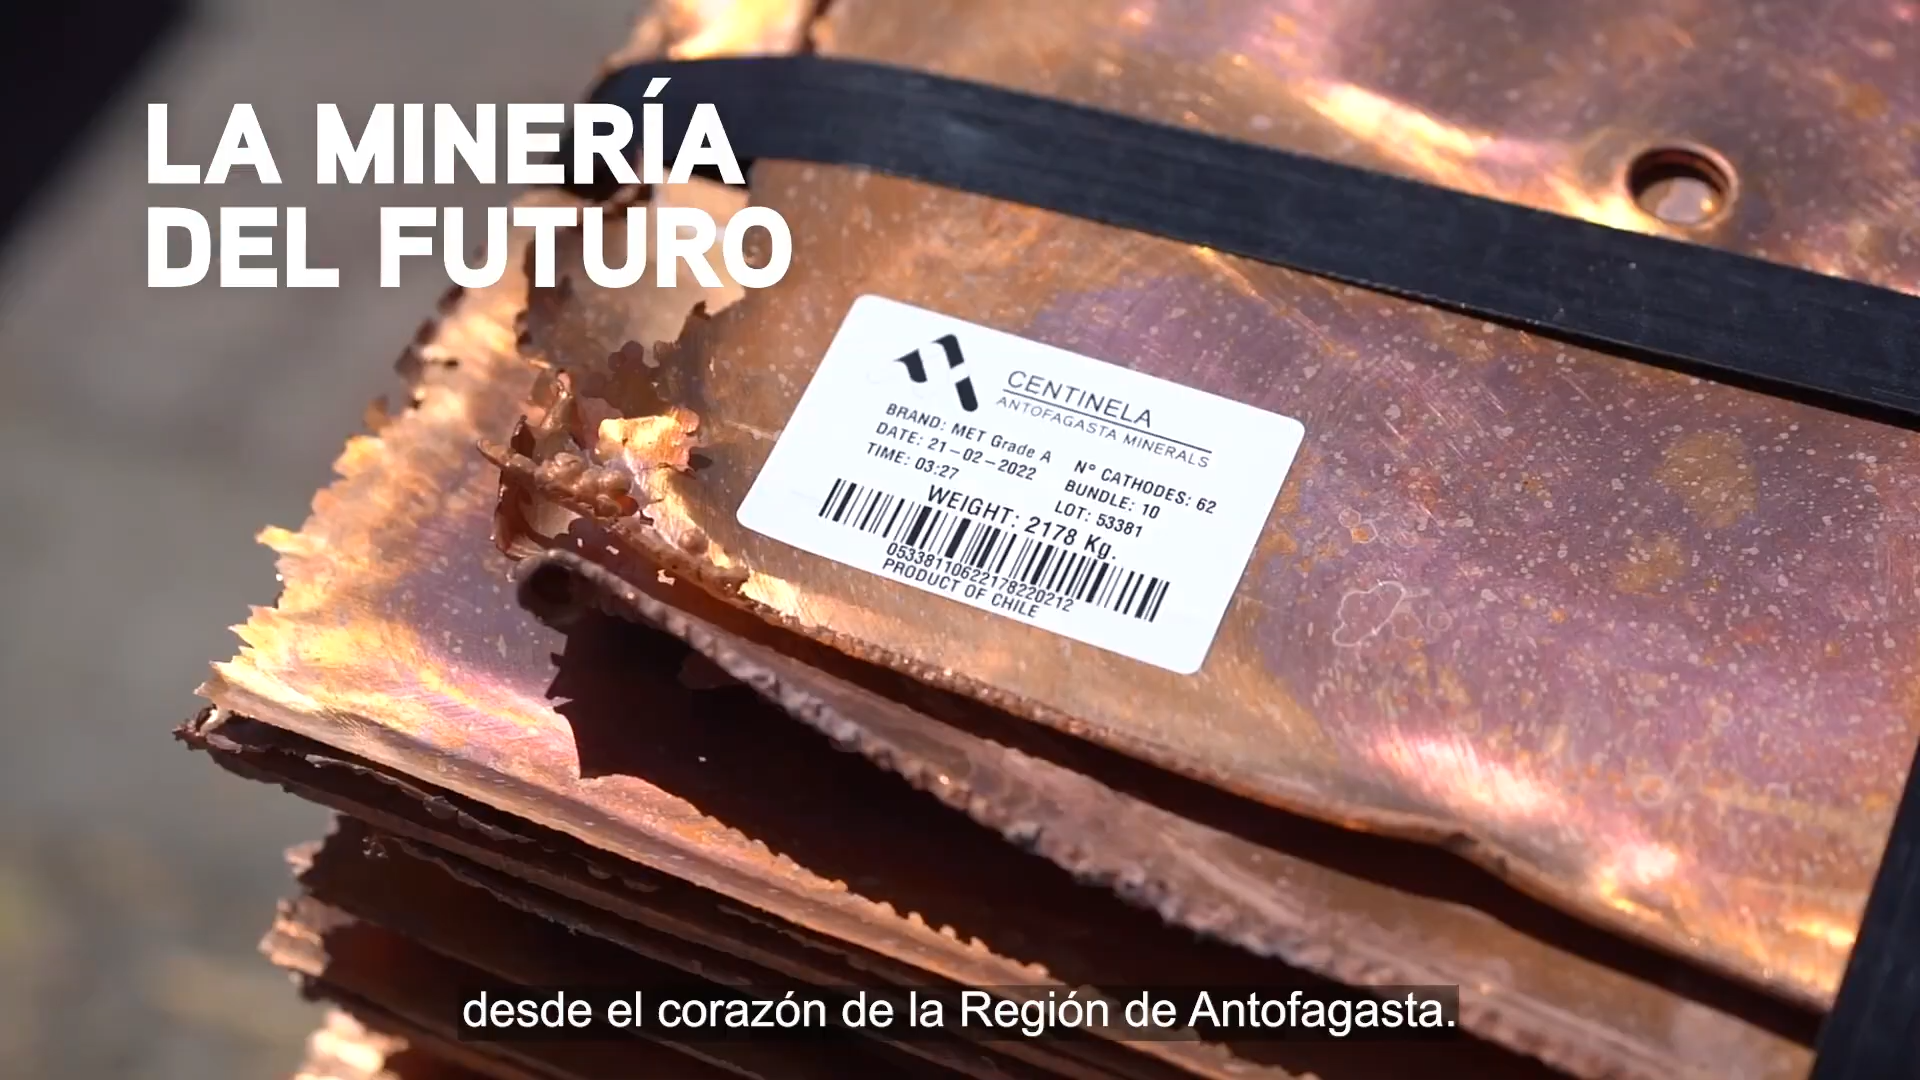 LA MINERÍA
DEL FUTURO
CENTINELA
ANTOFAGASTA MINERALS
BRAND: MET Grade A
DATE: 21-02-2022
TIME: 03:27
N° CATHODES: 62
BUNDLE: 10
LOT: 53381
WEIGHT: 2178 Kg.
05338110622178220212
PRODUCT OF CHILE
desde el corazón de la Región de Antofagasta.